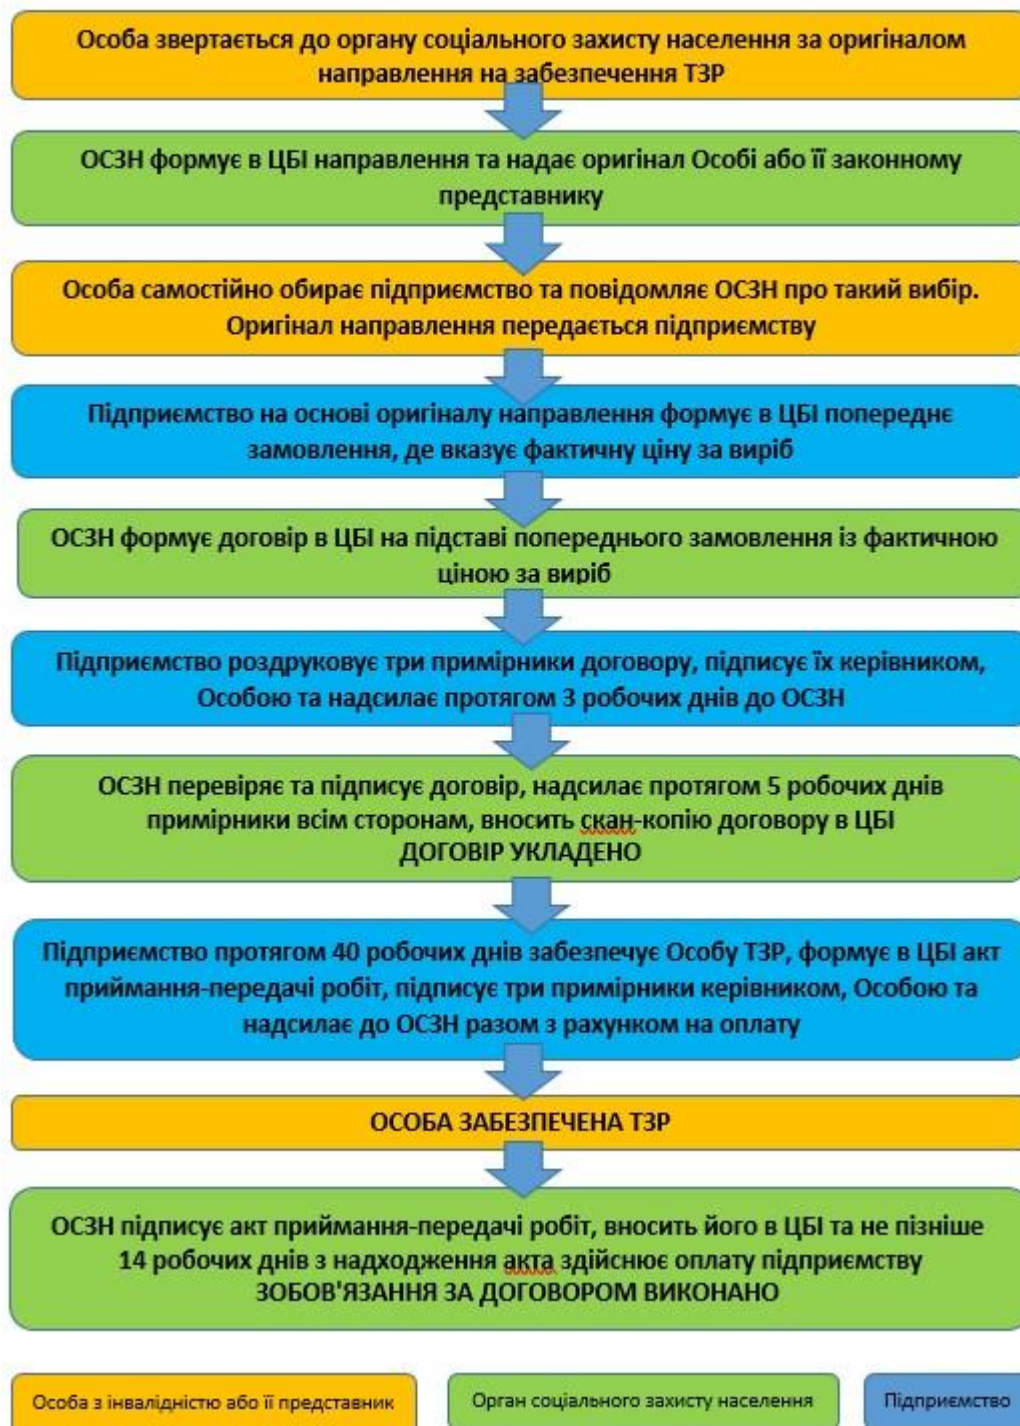 Особа звертається до органу соціального захисту населення за оригіналом
направлення на забезпечення ТЗР
ОСЗН формує в ЦБІ направлення та надає оригінал Особі або її законному
представнику
Особа самостійно обирає підприємство та повідомляє ОСЗН про такий вибір.
Оригінал направлення передається підприємству
Підприємство на основі оригіналу направлення формує в ЦБІ попереднє
замовлення, де вказує фактичну ціну за виріб
ОСЗН формує договір в ЦБІ на підставі попереднього замовлення із фактичною
ціною за виріб
Підприємство роздруковує три примірники договору, підписує їх керівником,
Особою та надсилає протягом 3 робочих днів до ОСЗН
ОСЗН перевіряє та підписує договір, надсилає протягом 5 робочих днів
примірники всім сторонам, вносить скан-копію договору в ЦБІ
ДОГОВІР УКЛАДЕНО
Підприємство протягом 40 робочих днів забезпечує Особу ТЗР, формує в ЦБІ акт
приймання-передачі робіт, підписує три примірники керівником, Особою та
надсилає до ОСЗН разом з рахунком на оплату
ОСОБА ЗАБЕЗПЕЧЕНА ТЗР
ОСЗН підписує акт приймання-передачі робіт, вносить його в ЦБІ та не пізніше
14 робочих днів з надходження акта здійснює оплату підприємству
ЗОБОВ'ЯЗАННЯ ЗА ДОГОВОРОМ ВИКОНАНО
Особа з інвалідністю або її представник
Орган соціального захисту населення
Підприємство